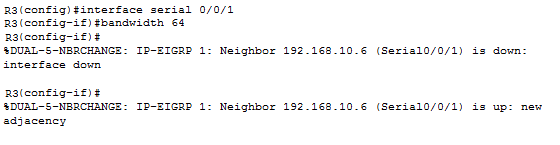 R3(config)#interface serial 0/0/1
R3(config-if)#bandwidth 64
R3(config-if)#
%DUAL-5-NBRCHANGE: IP-EIGRP 1: Neighbor 192.168.10.6 (Serial0/0/1) is down:
interface down
R3(config-if)#
%DUAL-5-NBRCHANGE: IP-EIGRP 1: Neighbor 192.168.10.6 (Serial0/0/1) is up: new
adjacency